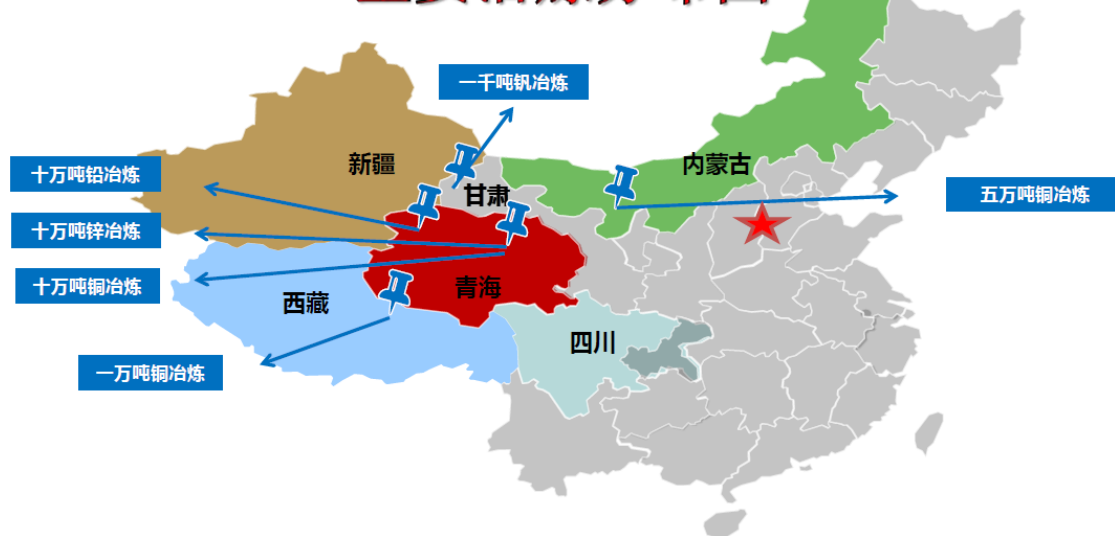 一千吨钒冶炼
新疆
内蒙古
十万吨铅冶炼
甘肃
五万吨铜冶炼
十万吨锌冶炼
十万吨铜冶炼
青海
西藏
四川
一万吨铜冶炼